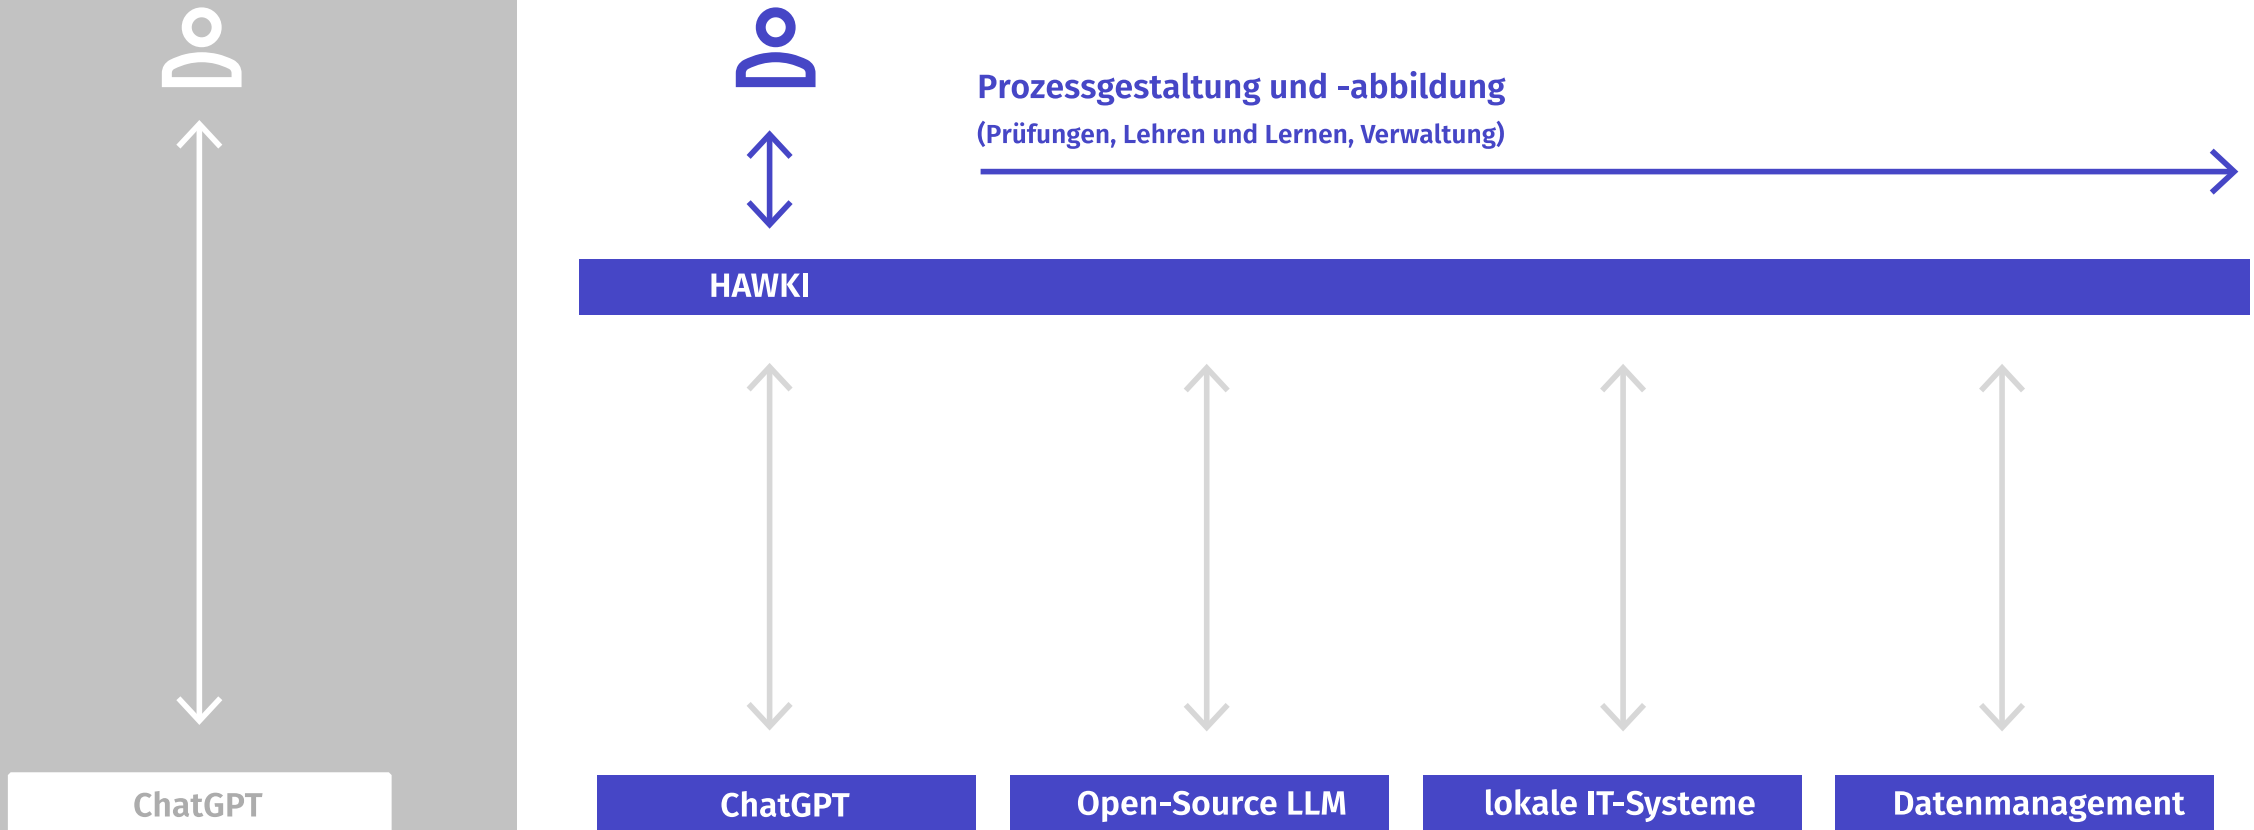 Prozessgestaltung und -abbildung
(Prüfungen, Lehren und Lernen, Verwaltung)
HAWKI
ChatGPT
ChatGPT
Open-Source LLM
lokale IT-Systeme
Datenmanagement